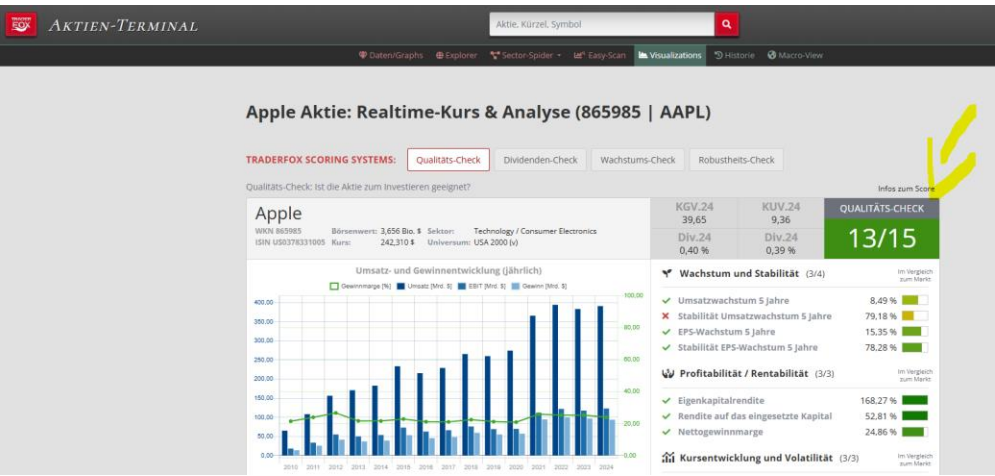 TRADER
FOX
AKTIEN-TERMINAL
Aktie, Kürzel, Symbol
Daten/Graphs Explorer Sector-Spider Easy-Scan Visualizations Historie Macro-View
Apple Aktie: Realtime-Kurs & Analyse (865985 | AAPL)
TRADERFOX SCORING SYSTEMS: Qualitäts-Check Dividenden-Check Wachstums-Check Robustheits-Check
Qualitäts-Check: Ist die Aktie zum Investieren geeignet?
Infos zum Score
Apple
WKN 865985 Börsenwert: 3,656 Bio. $ Sektor: Technology / Consumer Electronics
ISIN US0378331005 Kurs: 242,310 $ Universum: USA 2000 (v)
KGV.24 KUV.24
39,65 9,36
Div.24 Div.24
0,40 % 0,39 %
QUALITÄTS-CHECK
13/15
Umsatz- und Gewinnentwicklung (jährlich)
Gewinnmarge [%] Umsatz [Mrd. $] EBIT [Mrd. $] Gewinn [Mrd. $]
400,00
350,00
300,00
250,00
200,00
150,00
100,00
50,00
0,00
100,00
80,00
60,00
40,00
20,00
0,00
2010 2011 2012 2013 2014 2015 2016 2017 2018 2019 2020 2021 2022 2023 2024
Wachstum und Stabilität (3/4) Im Vergleich
zum Markt
Umsatzwachstum 5 Jahre 8,49 %
Stabilität Umsatzwachstum 5 Jahre 79,18 %
EPS-Wachstum 5 Jahre 15,35 %
Stabilität EPS-Wachstum 5 Jahre 78,28 %
Profitabilität / Rentabilität (3/3) Im Vergleich
zum Markt
Eigenkapitalrendite 168,27 %
Rendite auf das eingesetzte Kapital 52,81 %
Nettogewinnmarge 24,86 %
Kursentwicklung und Volatilität (3/3) Im Vergleich
zum Markt